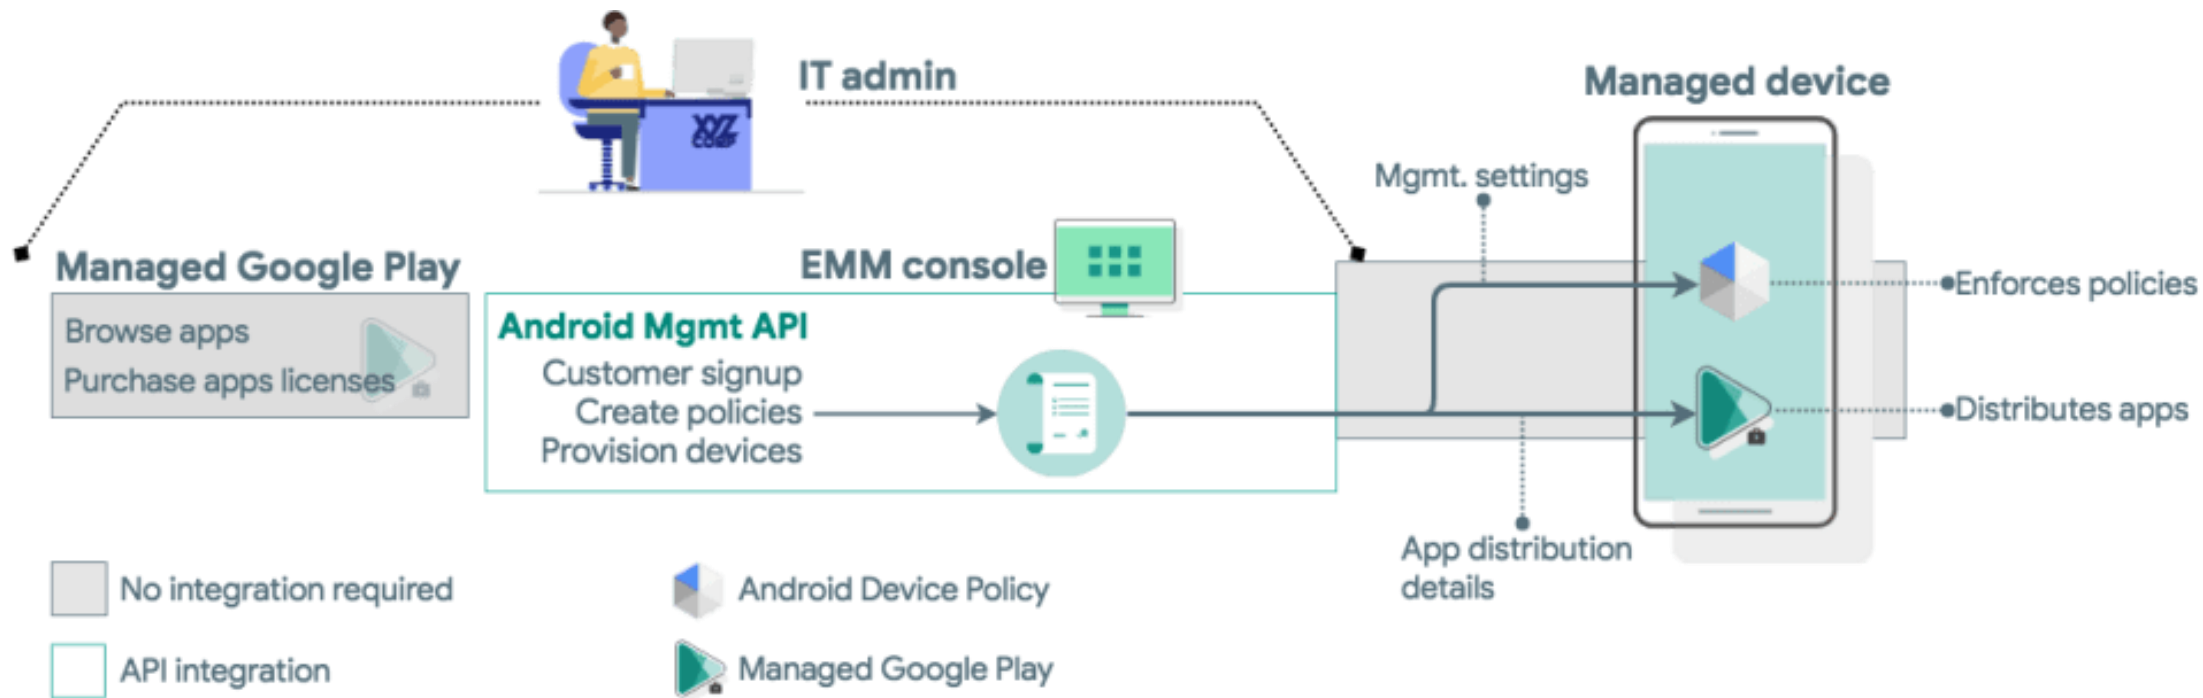 IT admin
XYZ
CORP
Managed device
Mgmt. settings
Managed Google Play
Browse apps
Purchase apps licenses
EMM console
Android Mgmt API
Customer signup
Create policies
Provision devices
Enforces policies
Distributes apps
App distribution
details
No integration required
API integration
Android Device Policy
Managed Google Play